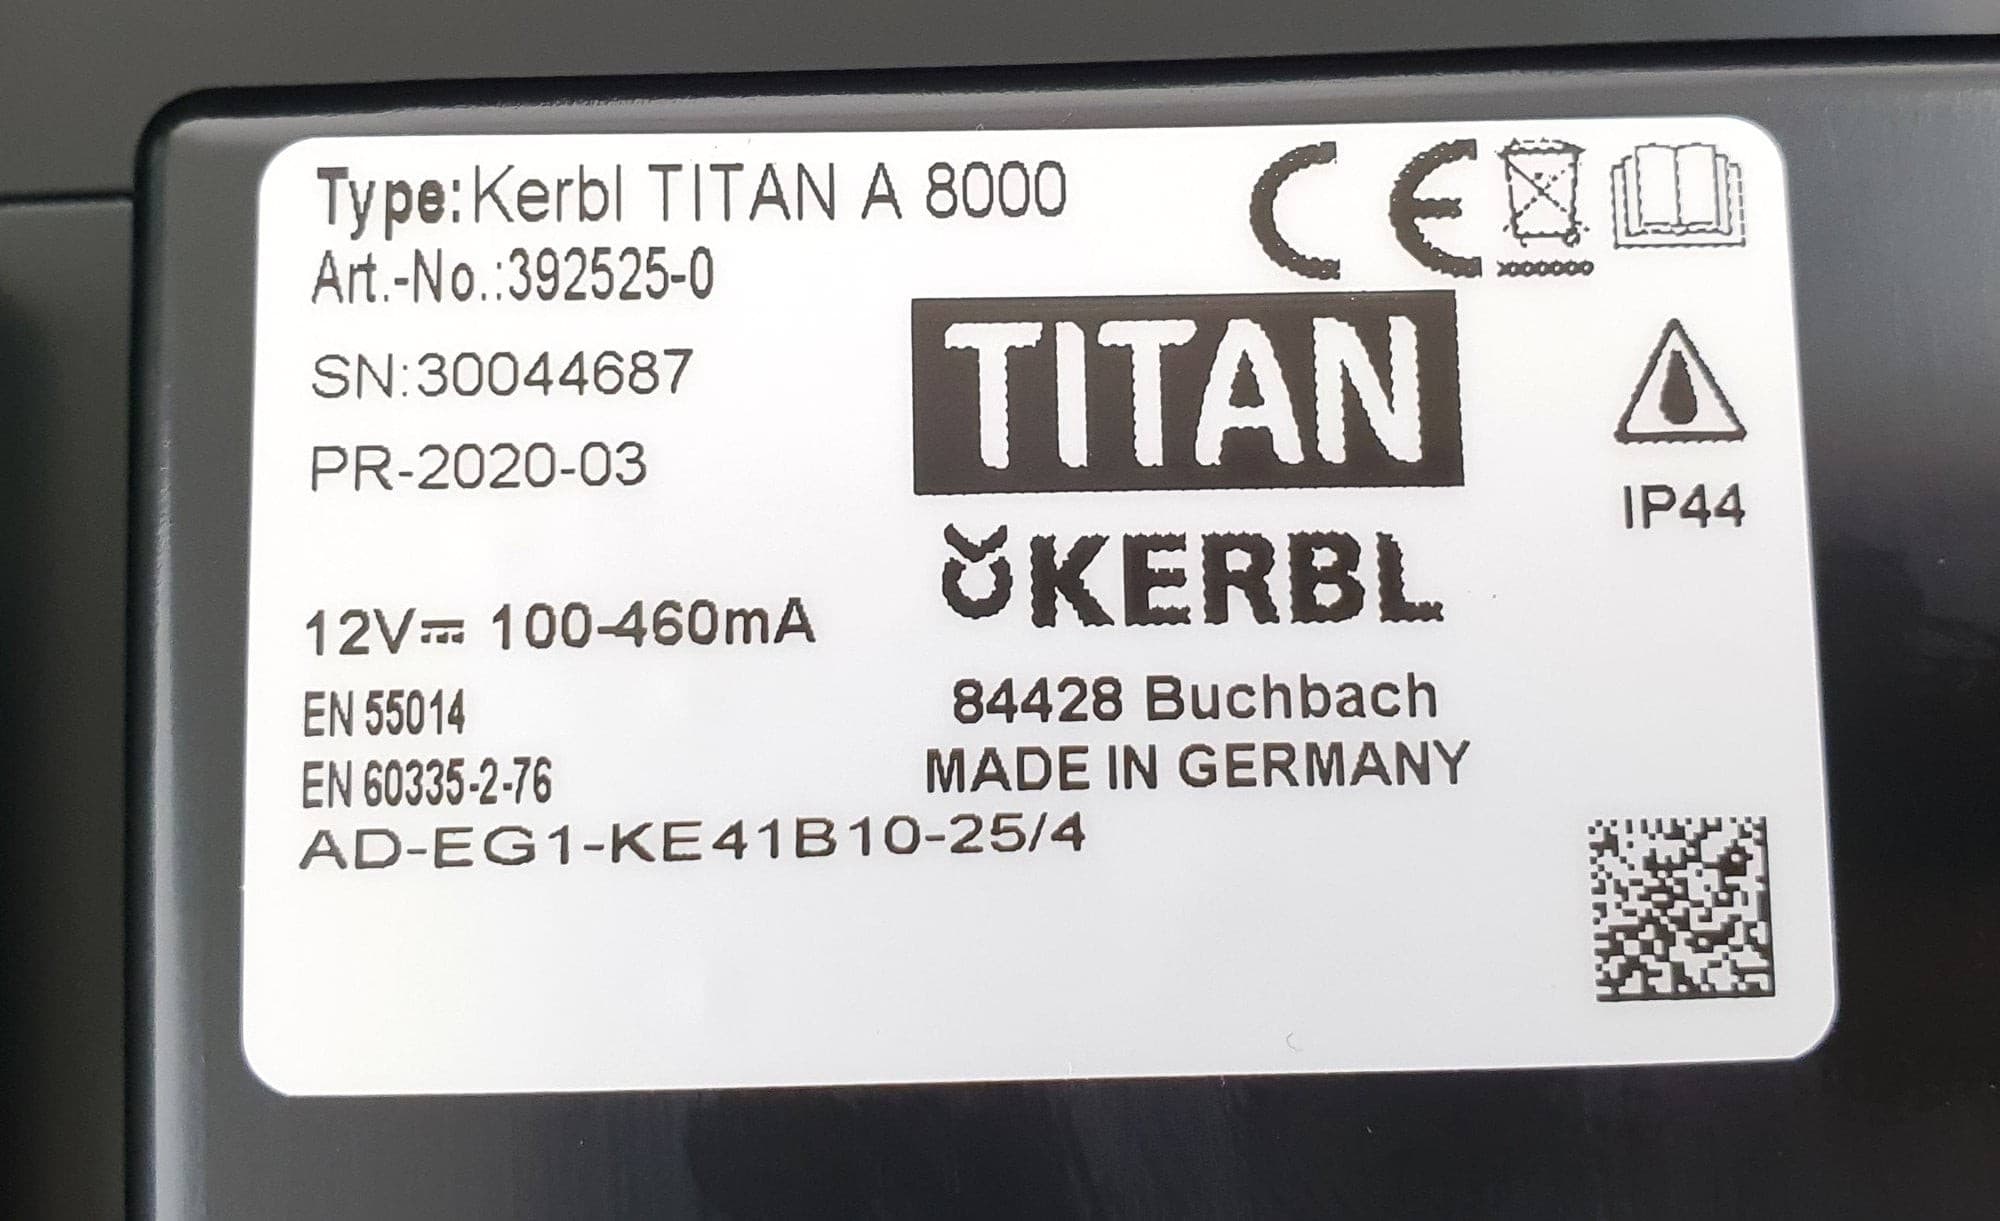 Type:Kerbl TITAN A 8000
Art.-No.:392525-0
SN:30044687
PR-2020-03
12V⎓ 100-460mA
EN 55014
EN 60335-2-76
AD-EG1-KE41B10-25/4
CE
TITAN
KERBL
84428 Buchbach
MADE IN GERMANY
IP44